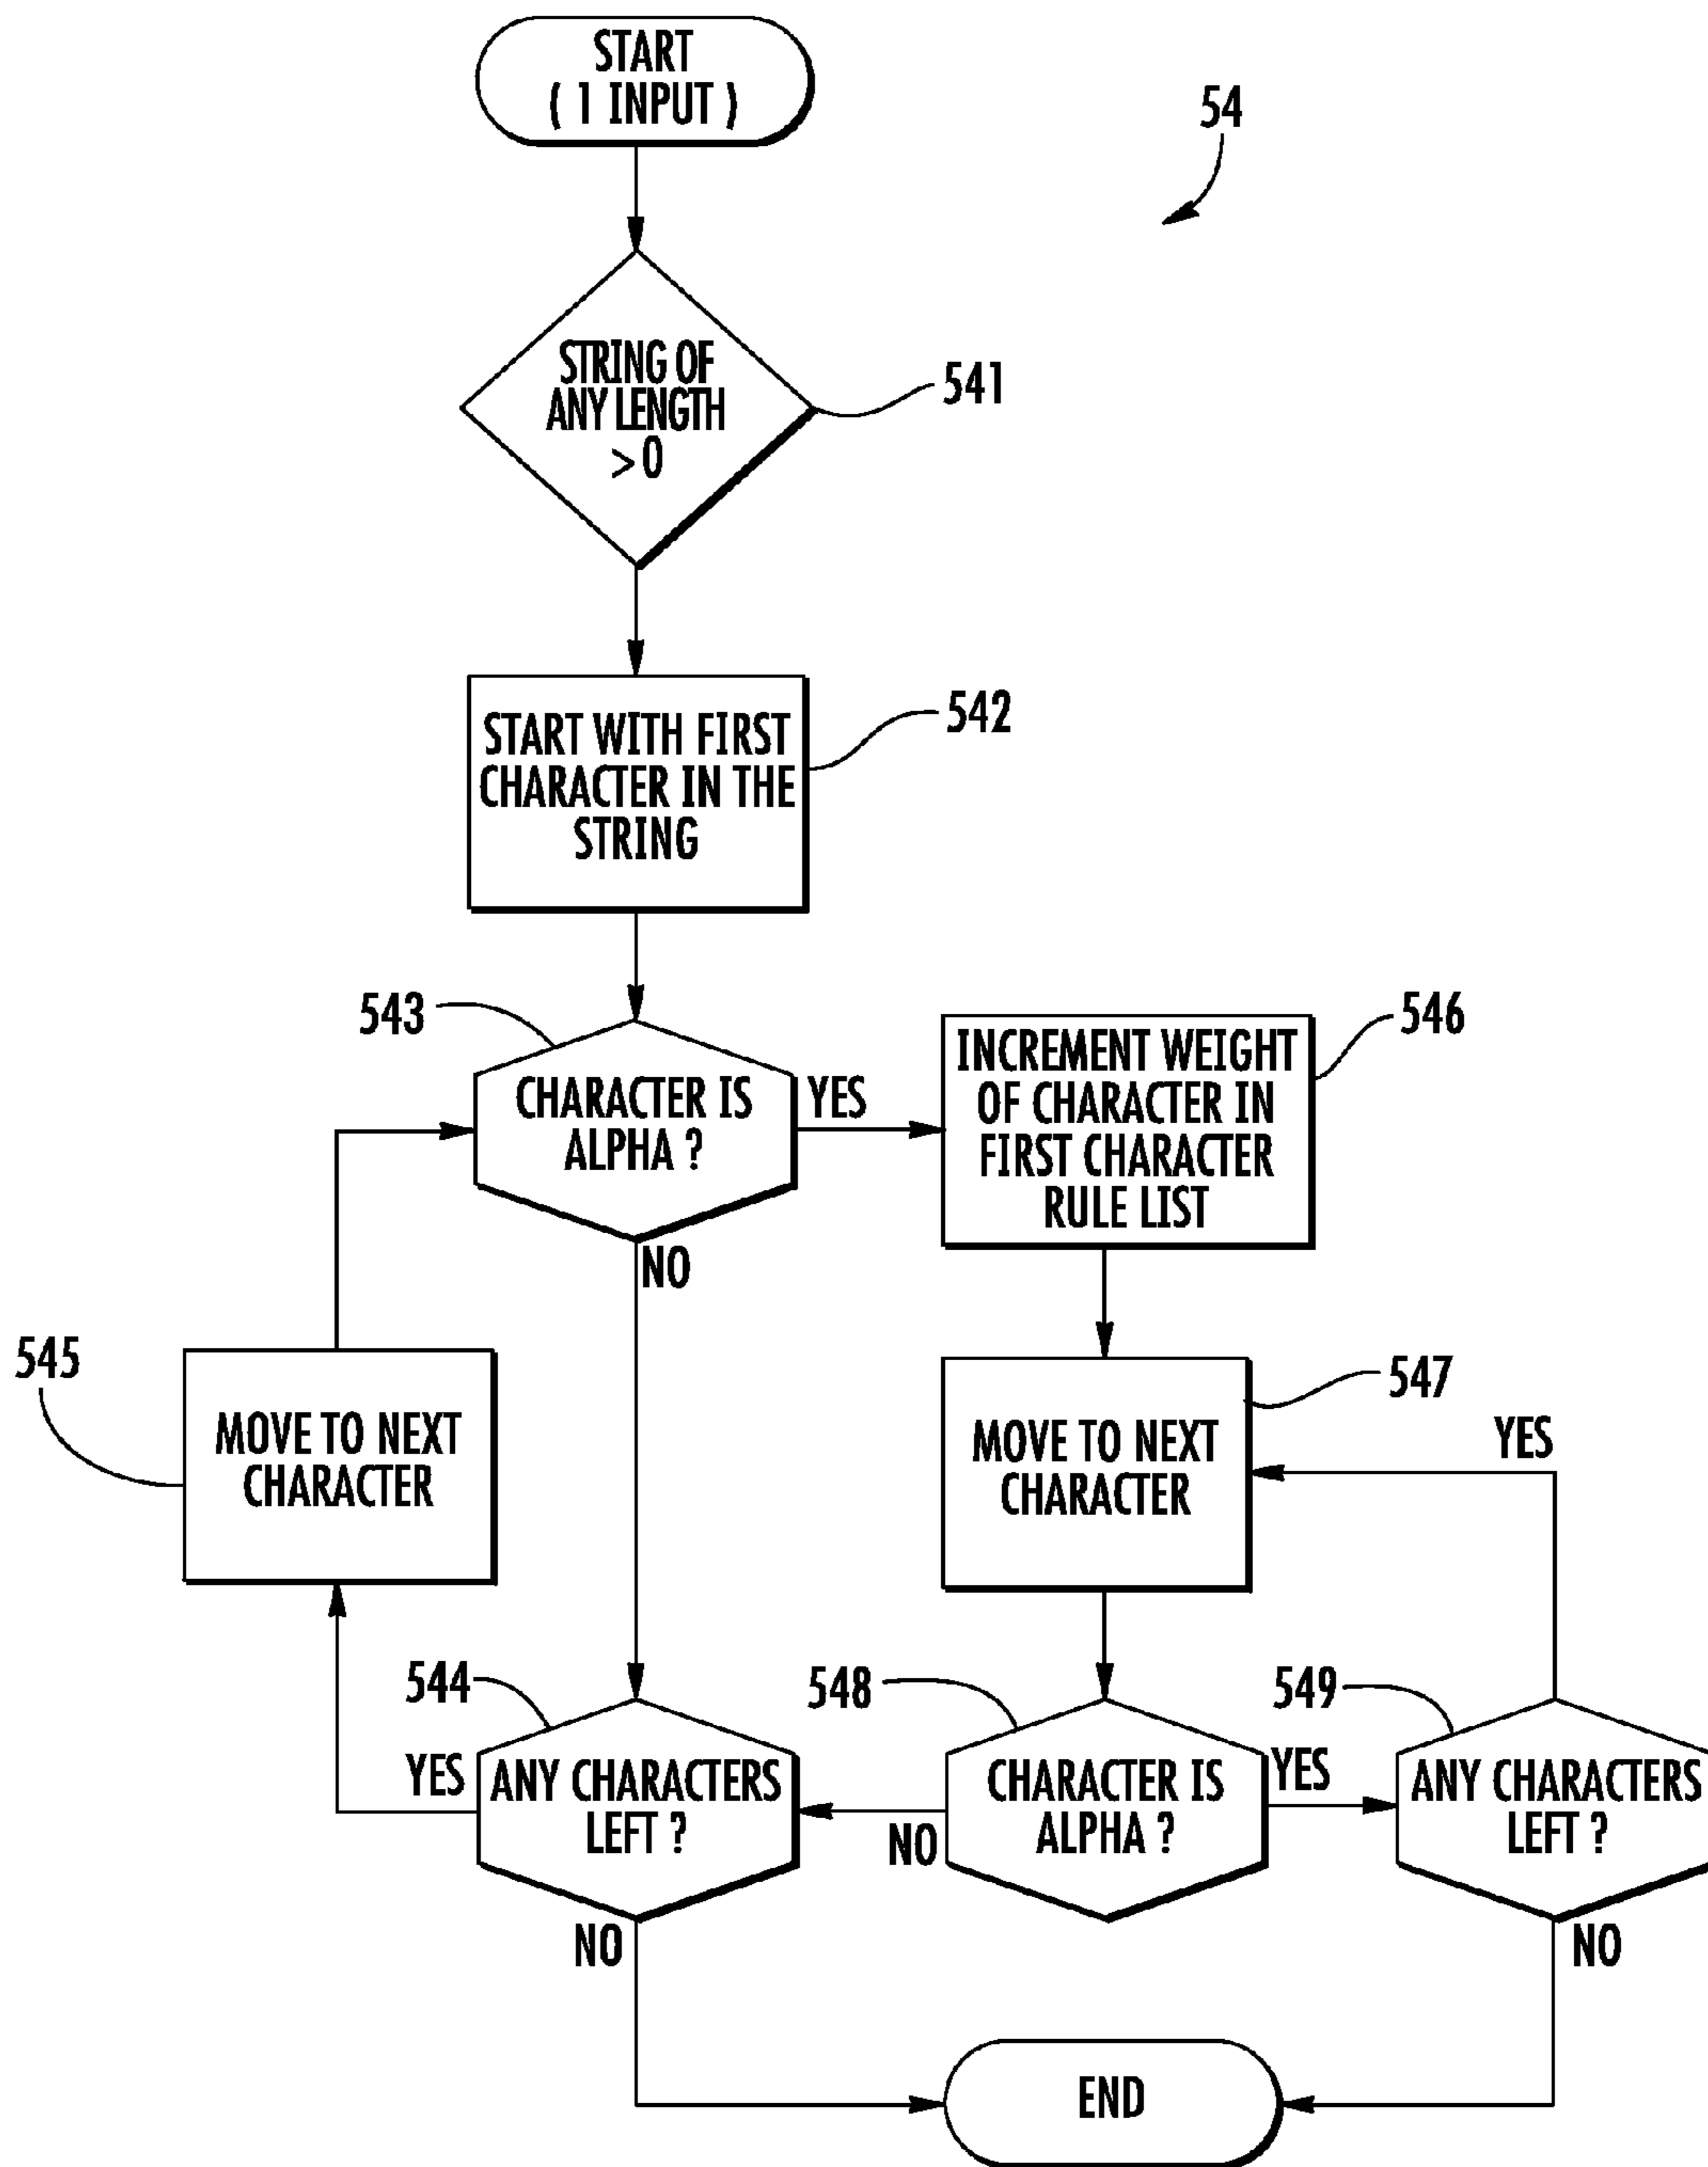 START
( 1 INPUT )
54
STRING OF
ANY LENGTH
> 0
541
START WITH FIRST
CHARACTER IN THE
STRING
542
543
CHARACTER IS
ALPHA ?
YES
NO
INCREMENT WEIGHT
OF CHARACTER IN
FIRST CHARACTER
RULE LIST
546
545
MOVE TO NEXT
CHARACTER
MOVE TO NEXT
CHARACTER
547
YES
544
YES
ANY CHARACTERS
LEFT ?
NO
548
CHARACTER IS
ALPHA ?
NO
YES
549
ANY CHARACTERS
LEFT ?
NO
END